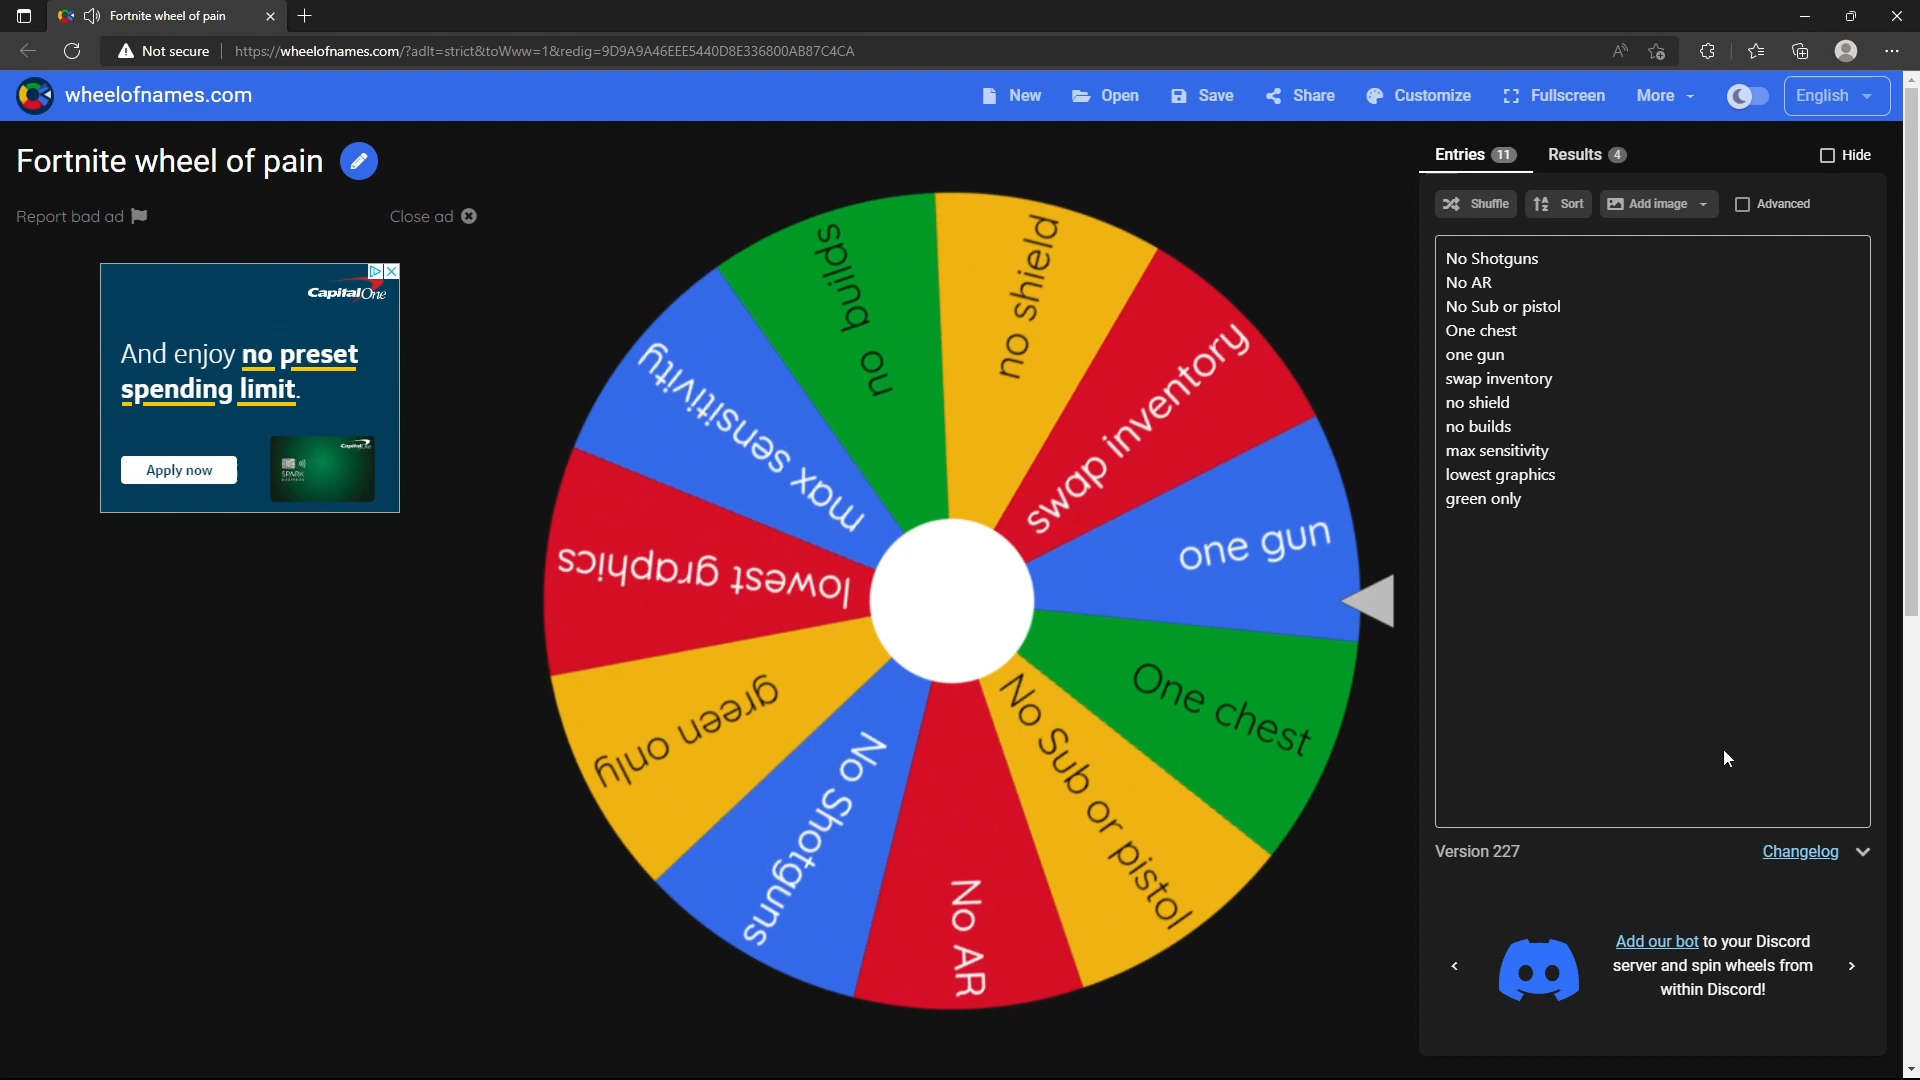 Fortnite wheel of pain
Not secure
https://wheelofnames.com/?adlt=strict&toWww=1&redig=9D9A9A46EEE5440D8E336800AB87C4CA
wheelofnames.com
New
Open
Save
Share
Customize
Fullscreen
More
English
Fortnite wheel of pain
Report bad ad
Close ad
CapitalOne
And enjoy no preset
spending limit.
Apply now
CapitalOne
SPARK
no builds
no shield
swap inventory
one gun
One chest
No Sub or pistol
No AR
No Shotguns
green only
lowest graphics
max sensitivity
Entries 11
Results 4
Hide
Shuffle
Sort
Add image
Advanced
No Shotguns
No AR
No Sub or pistol
One chest
one gun
swap inventory
no shield
no builds
max sensitivity
lowest graphics
green only
Version 227
Changelog
Add our bot to your Discord
server and spin wheels from
within Discord!